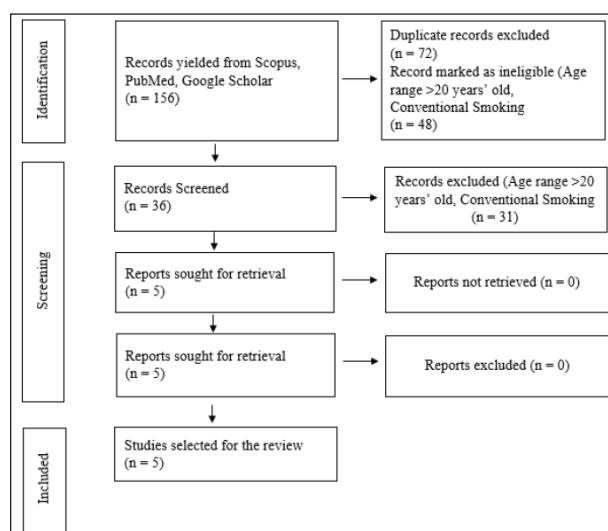 Identification
Records yielded from Scopus,
PubMed, Google Scholar
(n = 156)
Duplicate records excluded
(n = 72)
Record marked as ineligible (Age
range >20 years’ old,
Conventional Smoking
(n = 48)
Screening
Records Screened
(n = 36)
Records excluded (Age range >20
years’ old, Conventional Smoking
(n = 31)
Reports sought for retrieval
(n = 5)
Reports not retrieved (n = 0)
Reports sought for retrieval
(n = 5)
Reports excluded (n = 0)
Included
Studies selected for the review
(n = 5)